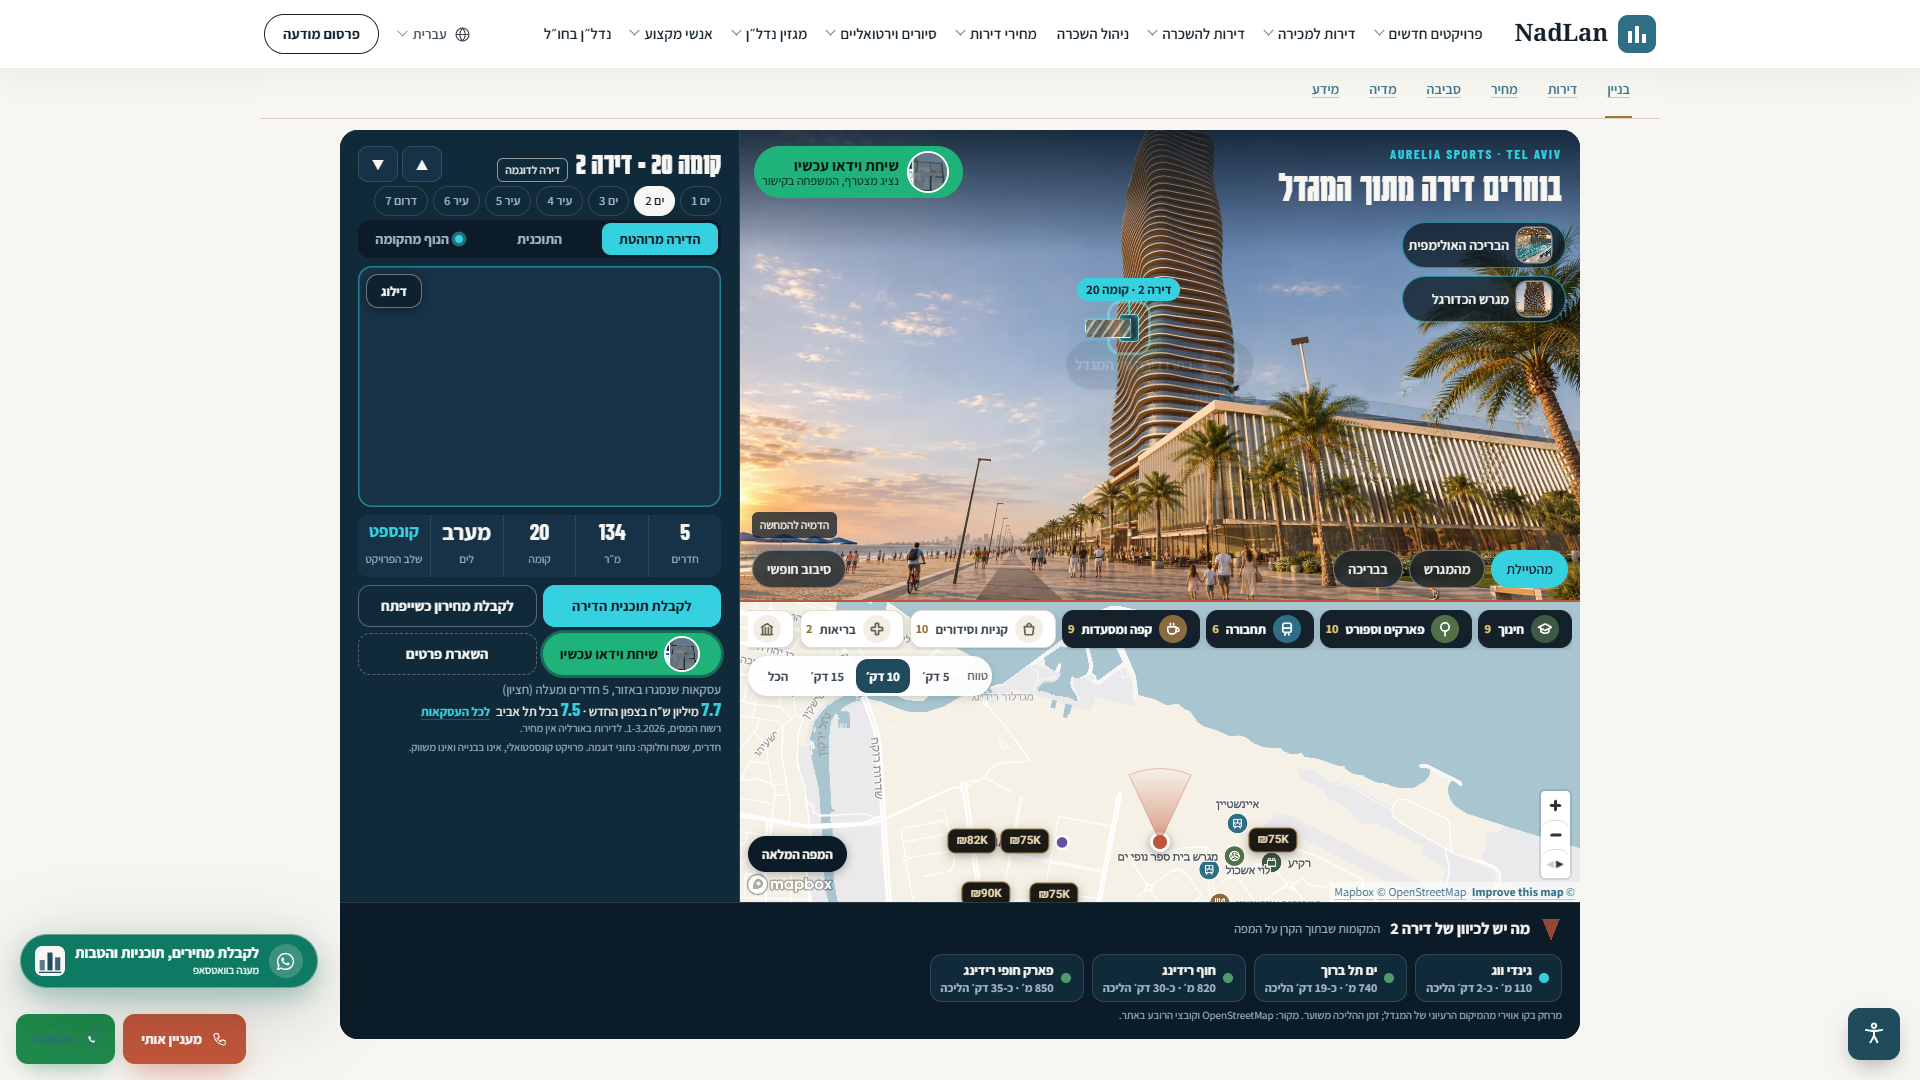 NadLan
פרויקטים חדשים
דירות למכירה
דירות להשכרה
ניהול השכרה
מחירי דירות
סיורים וירטואליים
מגזין נדל״ן
אנשי מקצוע
נדל״ן בחו״ל
עברית
פרסום מודעה
בניין
דירות
מחיר
סביבה
מדיה
מידע
AURELIA SPORTS · TEL AVIV
בוחרים דירה מתוך המגדל
שיחת וידאו עכשיו
נציג מצטרף, המשפחה בקישור
הבריכה האולימפית
מגרש הכדורגל
דירה 2 · קומה 20
הדמיה להמחשה
סיבוב חופשי
מהטיילת
מהמגרש
בבריכה
קומה 20 · דירה 2
דירה לדוגמה
▲
▼
ים 1
ים 2
ים 3
עיר 4
עיר 5
עיר 6
דרום 7
הדירה מרוהטת
התוכנית
הנוף מהקומה
דילוג
5
חדרים
134
מ״ר
20
קומה
מערב
לים
קונספט
שלב הפרויקט
לקבלת תוכנית הדירה
לקבלת מחירון כשייפתח
שיחת וידאו עכשיו
השארת פרטים
עסקאות שנסגרו באזור, 5 חדרים ומעלה (חציון)
7.7 מיליון ש״ח בצפון החדש · 7.5 בכל תל אביב לכל העסקאות
רשות המסים, 1-3.2026. לדירות באורליה אין מחיר.
חדרים, שטח וחלוקה: נתוני דוגמה. פרויקט קונספטואלי, אינו בבנייה ואינו משווק.
חינוך 9
פארקים וספורט 10
תחבורה 6
קפה ומסעדות 9
קניות וסידורים 10
בריאות 2
טווח
5 דק׳
10 דק׳
15 דק׳
הכל
מגדלור רידינג
נחל ירקון
שדרות רוקח
ישעיהו
איינשטיין
₪82K
₪75K
₪75K
מגרש בית ספר נופי ים
לוי אשכול
רקיע
₪90K
₪75K
המפה המלאה
mapbox
Mapbox © OpenStreetMap Improve this map ©
מה יש לכיוון של דירה 2
המקומות שבתוך הקרן על המפה
גינדי ווג
110 מ׳ · כ-2 דק׳ הליכה
ים תל ברוך
740 מ׳ · כ-19 דק׳ הליכה
חוף רידינג
820 מ׳ · כ-30 דק׳ הליכה
פארק חופי רידינג
850 מ׳ · כ-35 דק׳ הליכה
מרחק בקו אווירי מהמיקום הרעיוני של המגדל; זמן ההליכה משוער. מקור: OpenStreetMap וקובצי הרובע באתר.
לקבלת מחירים, תוכניות והטבות
מענה בוואטסאפ
מעניין אותי